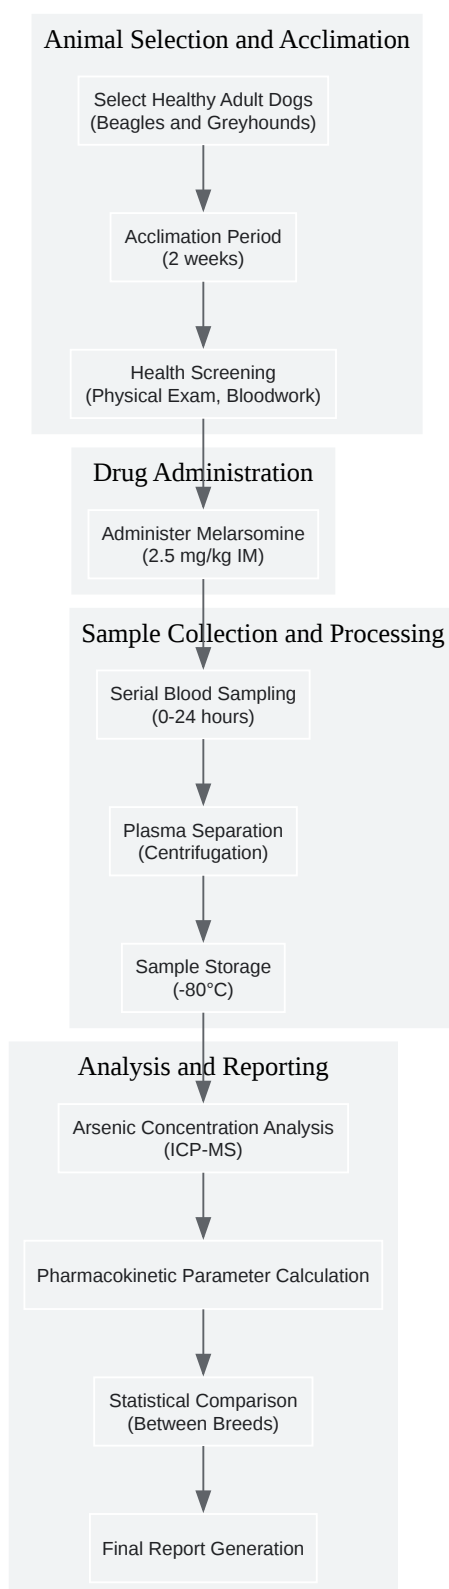 Animal Selection and Acclimation
Select Healthy Adult Dogs
(Beagles and Greyhounds)
Acclimation Period
(2 weeks)
Health Screening
(Physical Exam, Bloodwork)
Drug Administration
Administer Melarsomine
(2.5 mg/kg IM)
Sample Collection and Processing
Serial Blood Sampling
(0-24 hours)
Plasma Separation
(Centrifugation)
Sample Storage
(-80°C)
Analysis and Reporting
Arsenic Concentration Analysis
(ICP-MS)
Pharmacokinetic Parameter Calculation
Statistical Comparison
(Between Breeds)
Final Report Generation